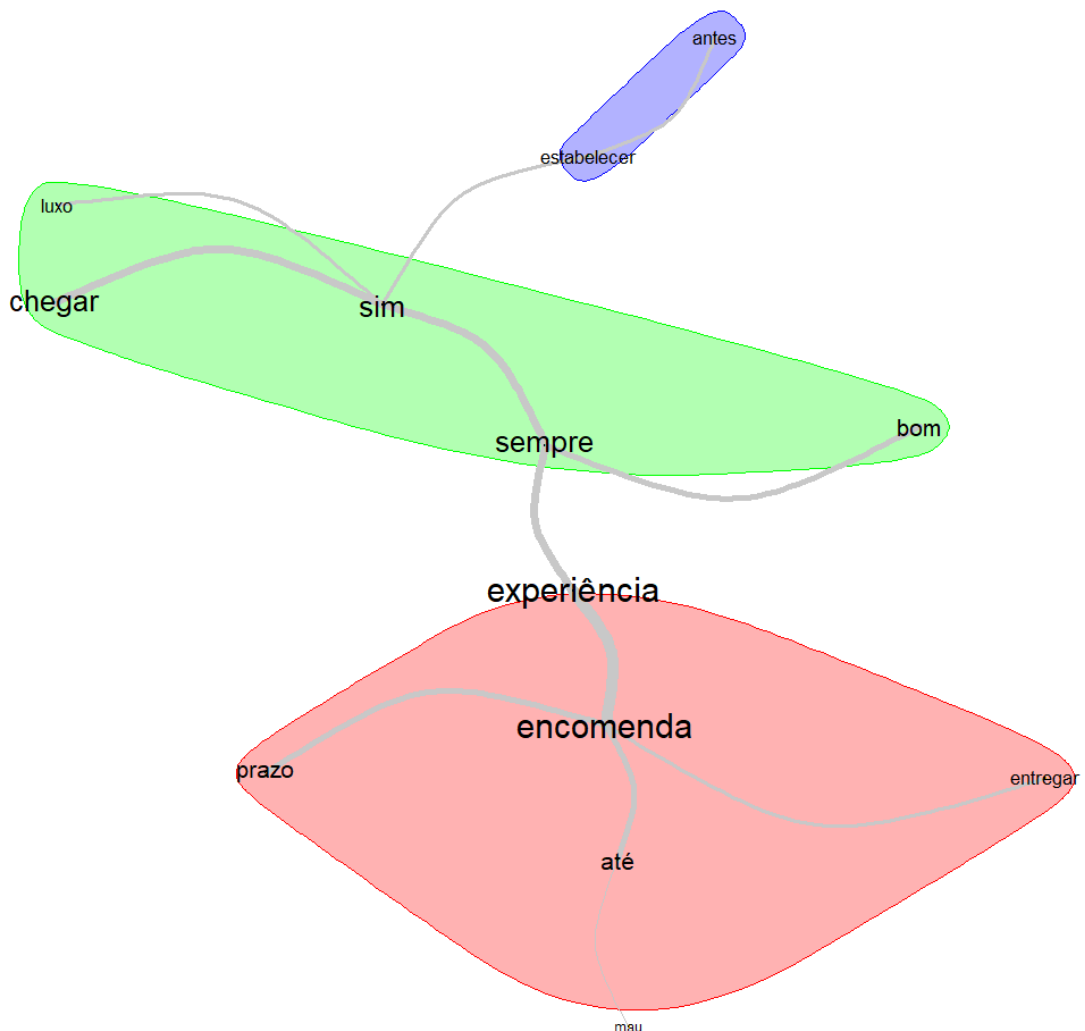 antes
estabelecer
luxo
chegar
sim
bom
sempre
experiência
encomenda
prazo
entregar
até
mau